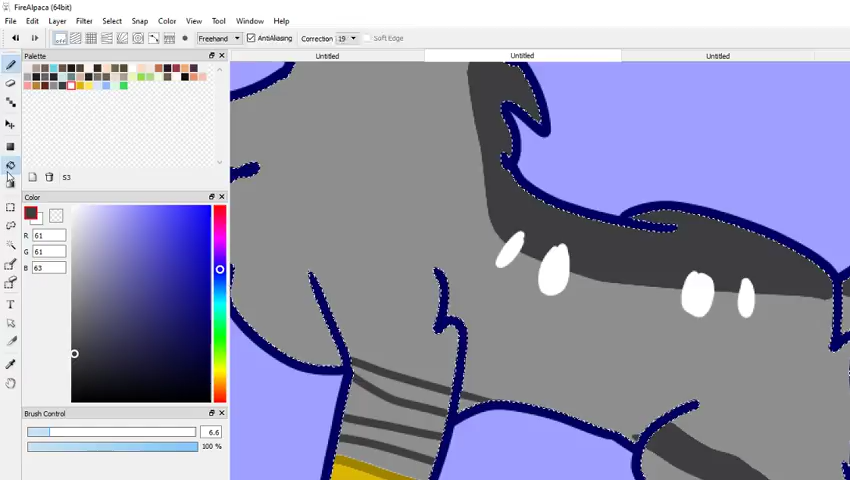 FireAlpaca (64bit)
File Edit Layer Filter Select Snap Color View Tool Window Help
off Freehand AntiAliasing Correction 19 Soft Edge
Untitled Untitled Untitled
Palette
S3
Color
R 61
G 61
B 63
Brush Control
6.6
100 %
T